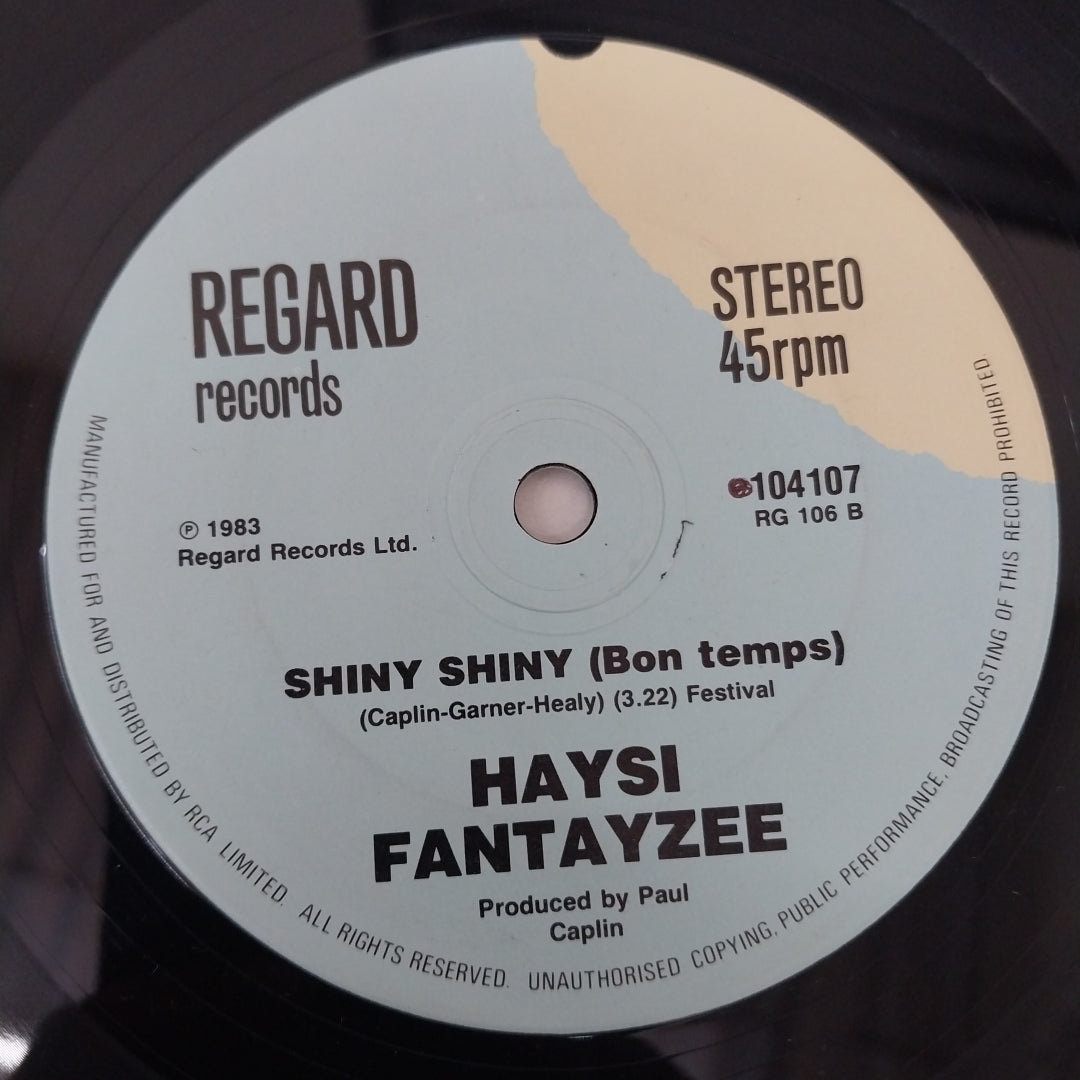 REGARD
records
STEREO
45rpm
℗ 1983
Regard Records Ltd.
e104107
RG 106 B
SHINY SHINY (Bon temps)
(Caplin-Garner-Healy) (3.22) Festival
HAYSI
FANTAYZEE
Produced by Paul
Caplin
MANUFACTURED FOR AND DISTRIBUTED BY RCA LIMITED. ALL RIGHTS RESERVED. UNAUTHORISED COPYING, PUBLIC PERFORMANCE, BROADCASTING OF THIS RECORD PROHIBITED.